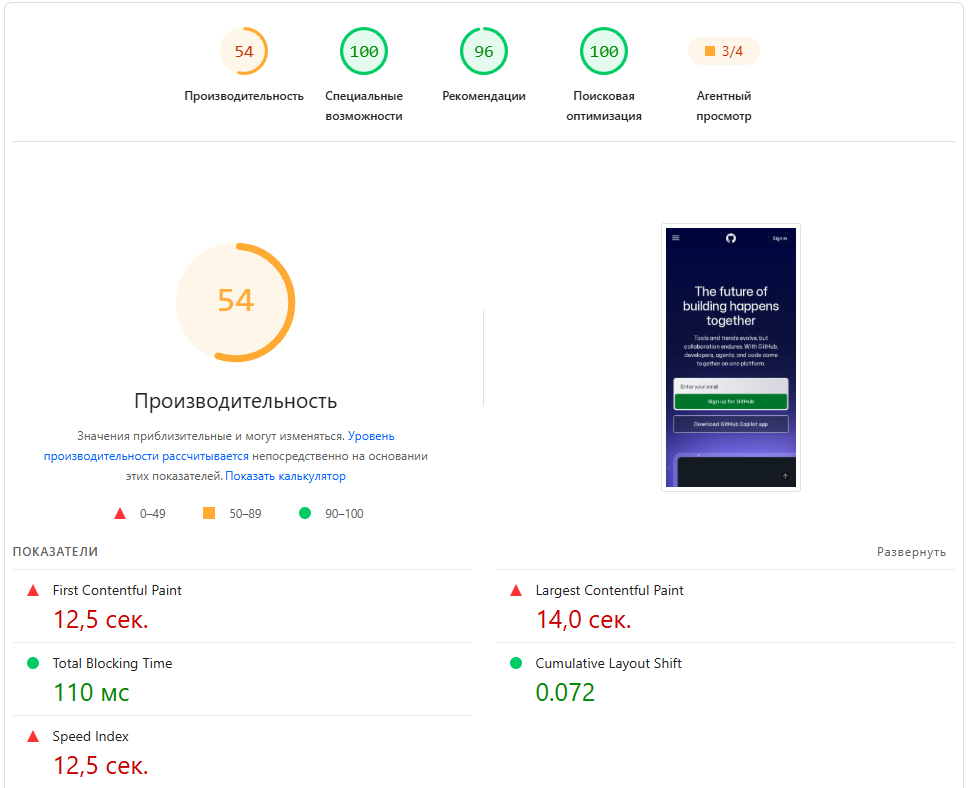 54
100
96
100
3/4
Производительность
Специальные
возможности
Рекомендации
Поисковая
оптимизация
Агентный
просмотр
54
Производительность
Значения приблизительные и могут изменяться. Уровень
производительности рассчитывается непосредственно на основании
этих показателей. Показать калькулятор
0–49
50–89
90–100
Sign in
The future of
building happens
together
Tools and trends evolve, but
collaboration endures. With GitHub,
developers, agents, and code come
together on one platform.
Enter your email
Sign up for GitHub
Download GitHub Copilot app
ПОКАЗАТЕЛИ
Развернуть
First Contentful Paint
12,5 сек.
Largest Contentful Paint
14,0 сек.
Total Blocking Time
110 мс
Cumulative Layout Shift
0.072
Speed Index
12,5 сек.